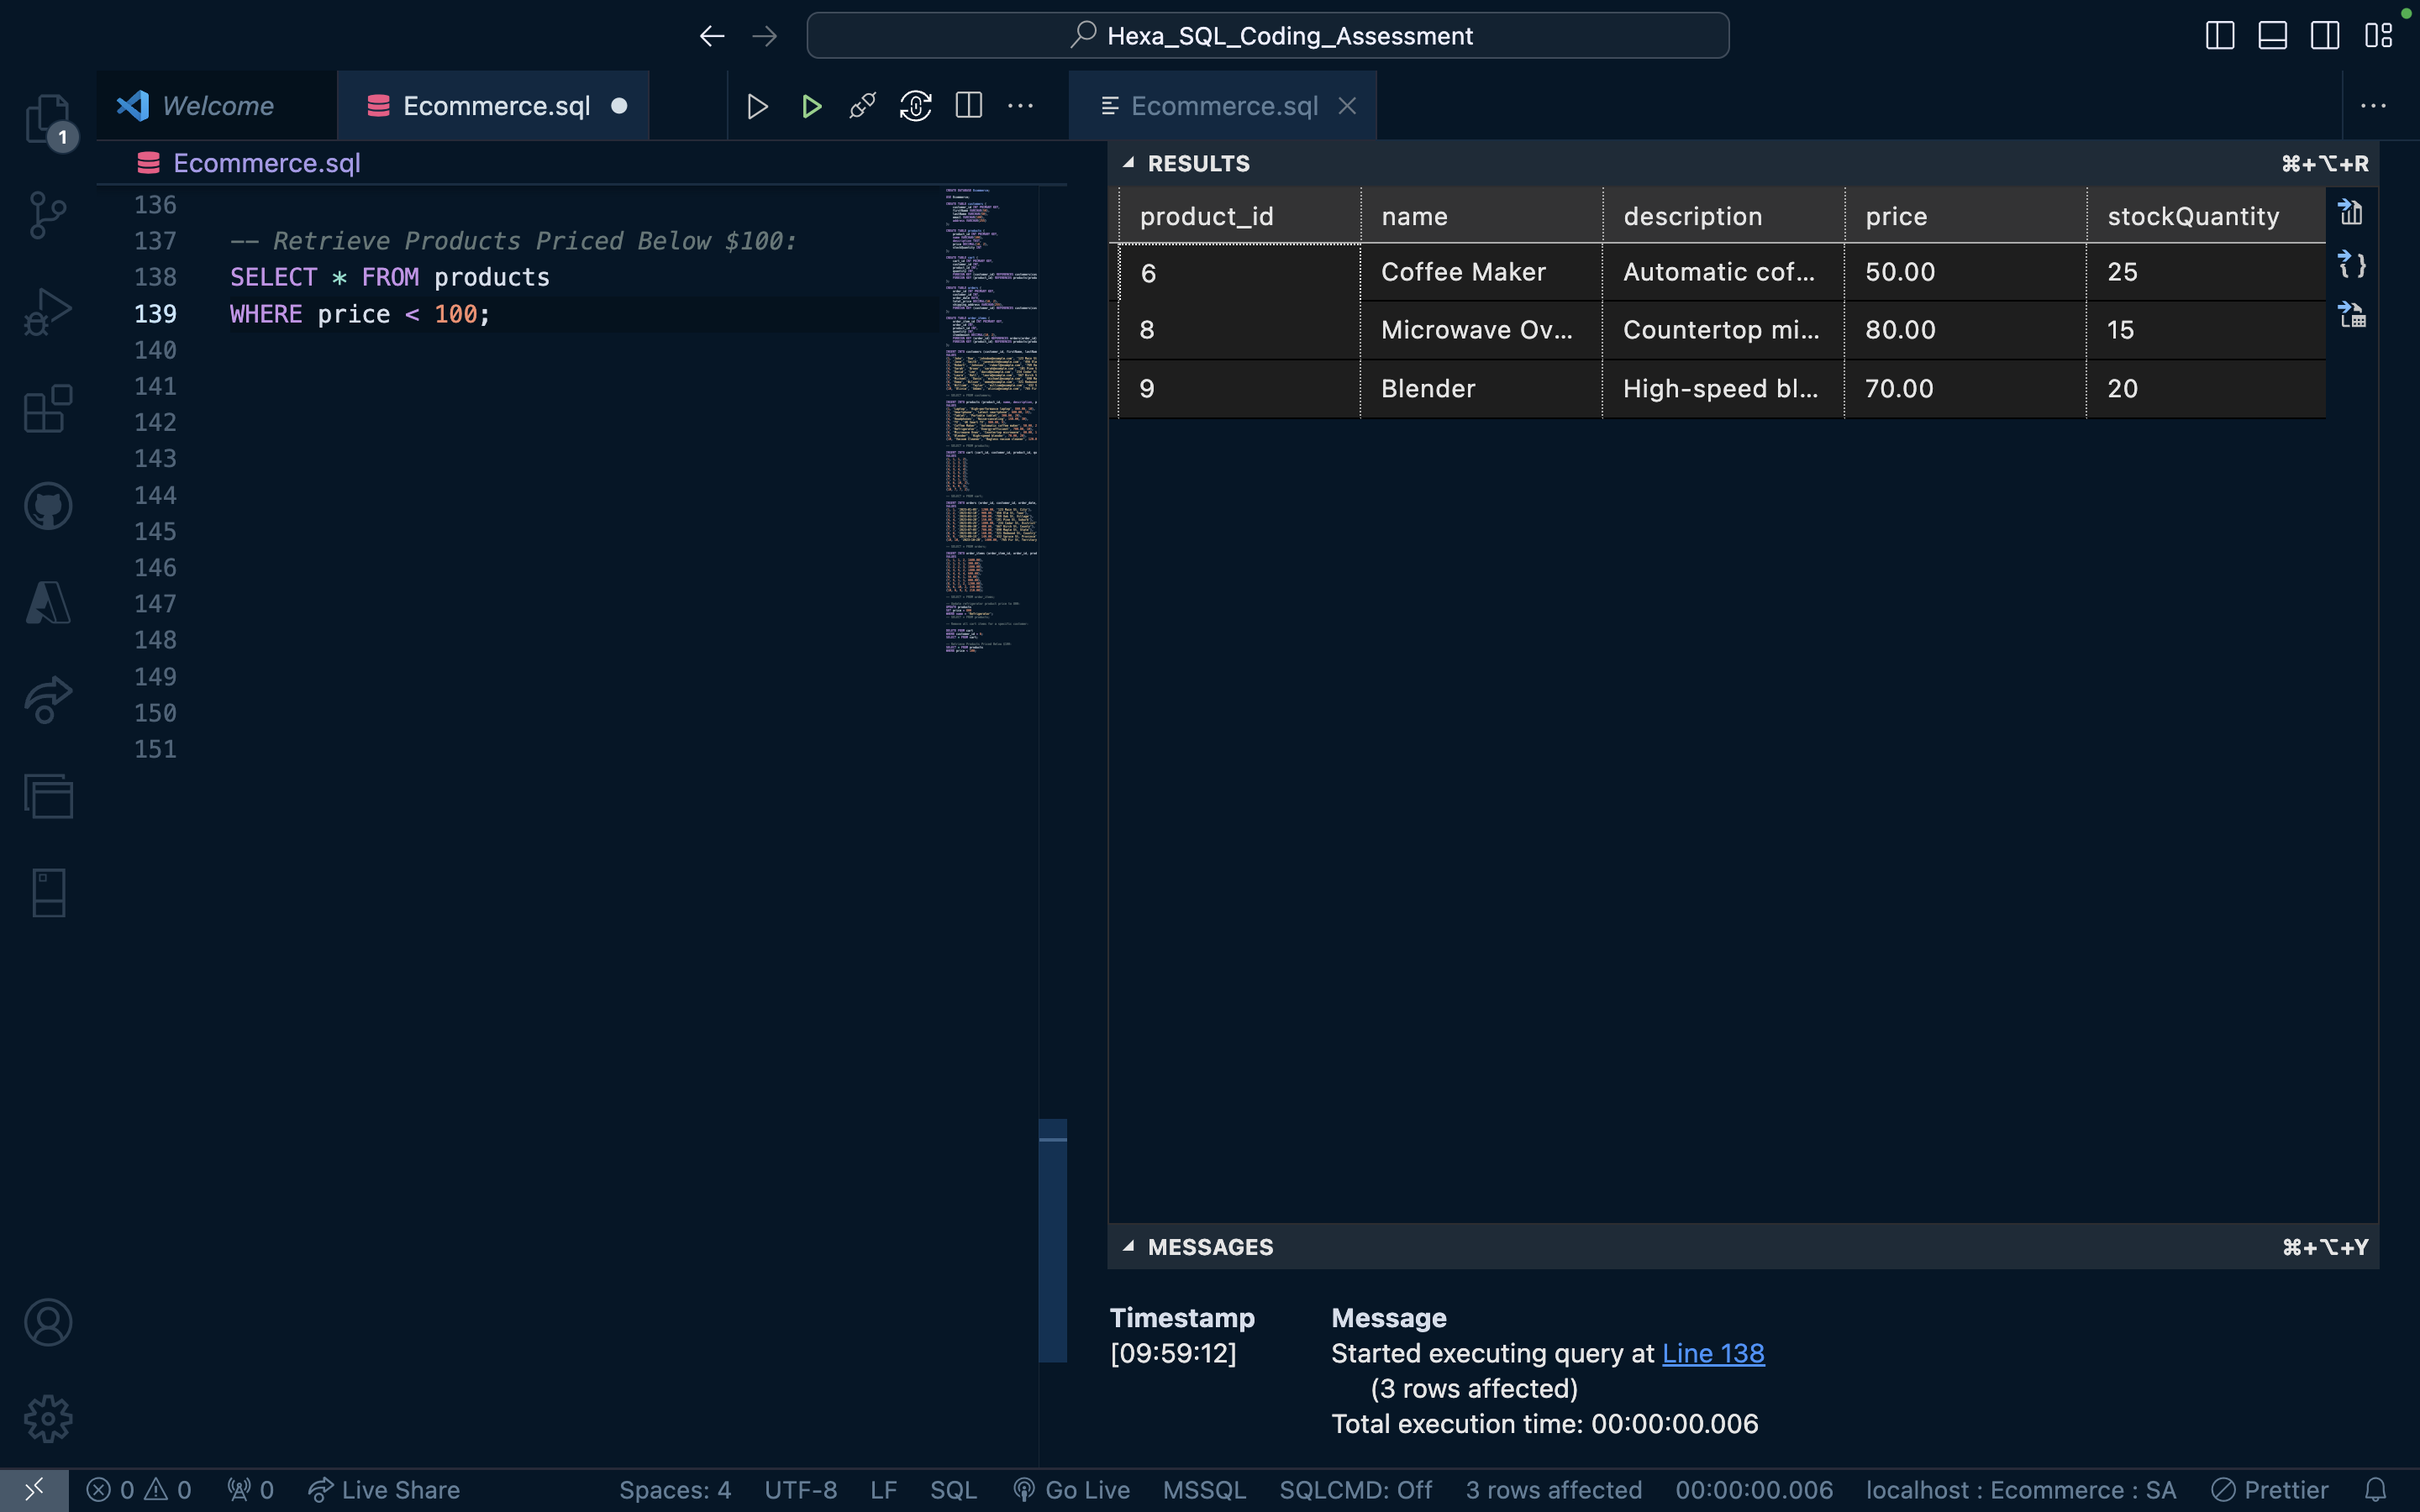 Hexa_SQL_Coding_Assessment
1
Welcome
Ecommerce.sql
Ecommerce.sql
Ecommerce.sql
136
137 -- Retrieve Products Priced Below $100:
138 SELECT * FROM products
139 WHERE price < 100;
140
141
142
143
144
145
146
147
148
149
150
151
RESULTS ⌘+⌥+R
product_id name description price stockQuantity
6 Coffee Maker Automatic cof... 50.00 25
8 Microwave Ov... Countertop mi... 80.00 15
9 Blender High-speed bl... 70.00 20
MESSAGES ⌘+⌥+Y
Timestamp Message
[09:59:12] Started executing query at Line 138
(3 rows affected)
Total execution time: 00:00:00.006
0 0 0 Live Share Spaces: 4 UTF-8 LF SQL Go Live MSSQL SQLCMD: Off 3 rows affected 00:00:00.006 localhost : Ecommerce : SA Prettier